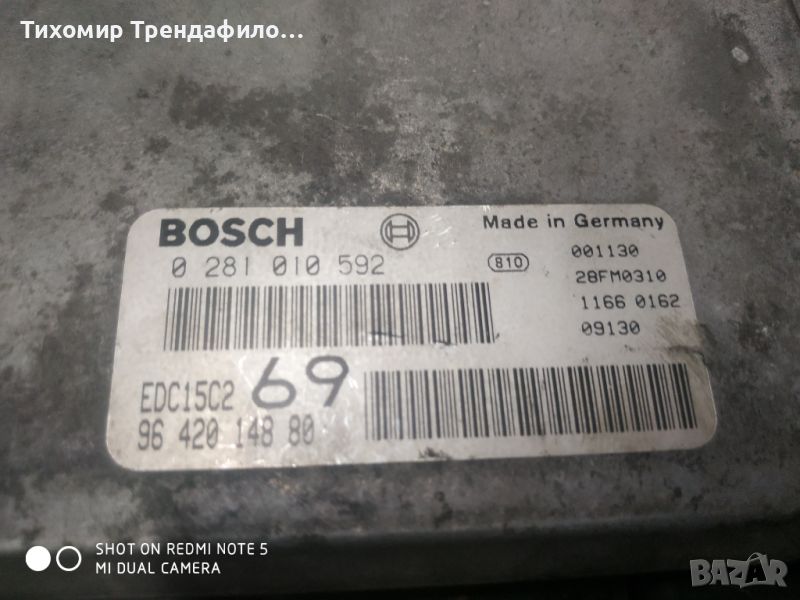 Тихомир Трендафило...
BOSCH
Made in Germany
0 281 010 592
810
001130
28FM0310
1166 0162
09130
EDC15C2 69
96 420 148 80
SHOT ON REDMI NOTE 5
MI DUAL CAMERA
BAZAR